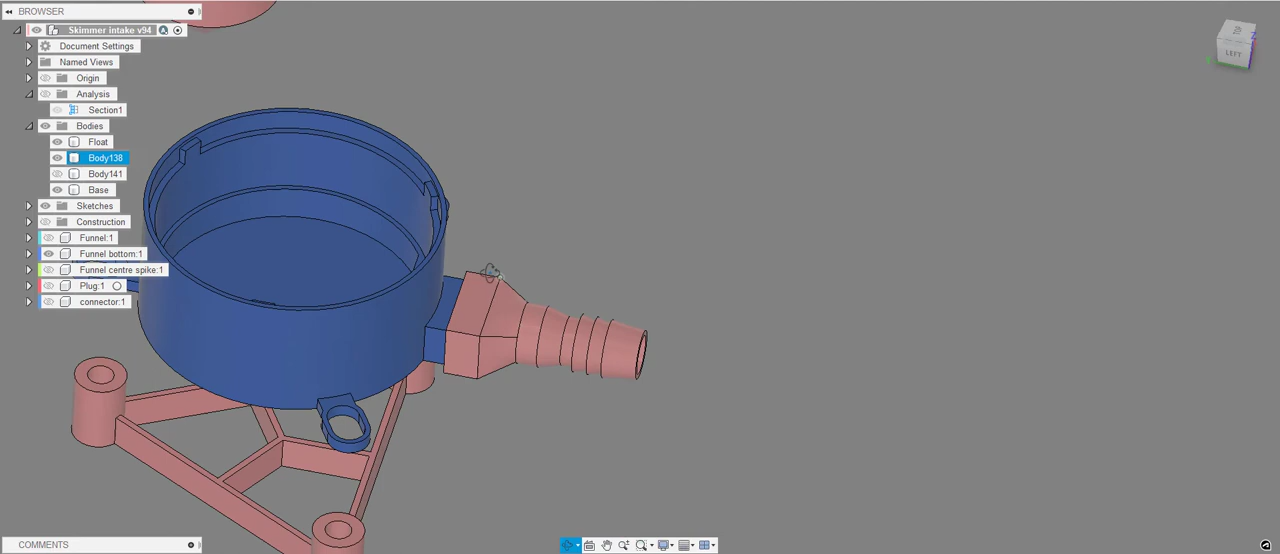 BROWSER
Skimmer intake v94
Document Settings
Named Views
Origin
Analysis
Section1
Bodies
Float
Body138
Body141
Base
Sketches
Construction
Funnel:1
Funnel bottom:1
Funnel centre spike:1
Plug:1
connector:1
LEFT
Z
COMMENTS